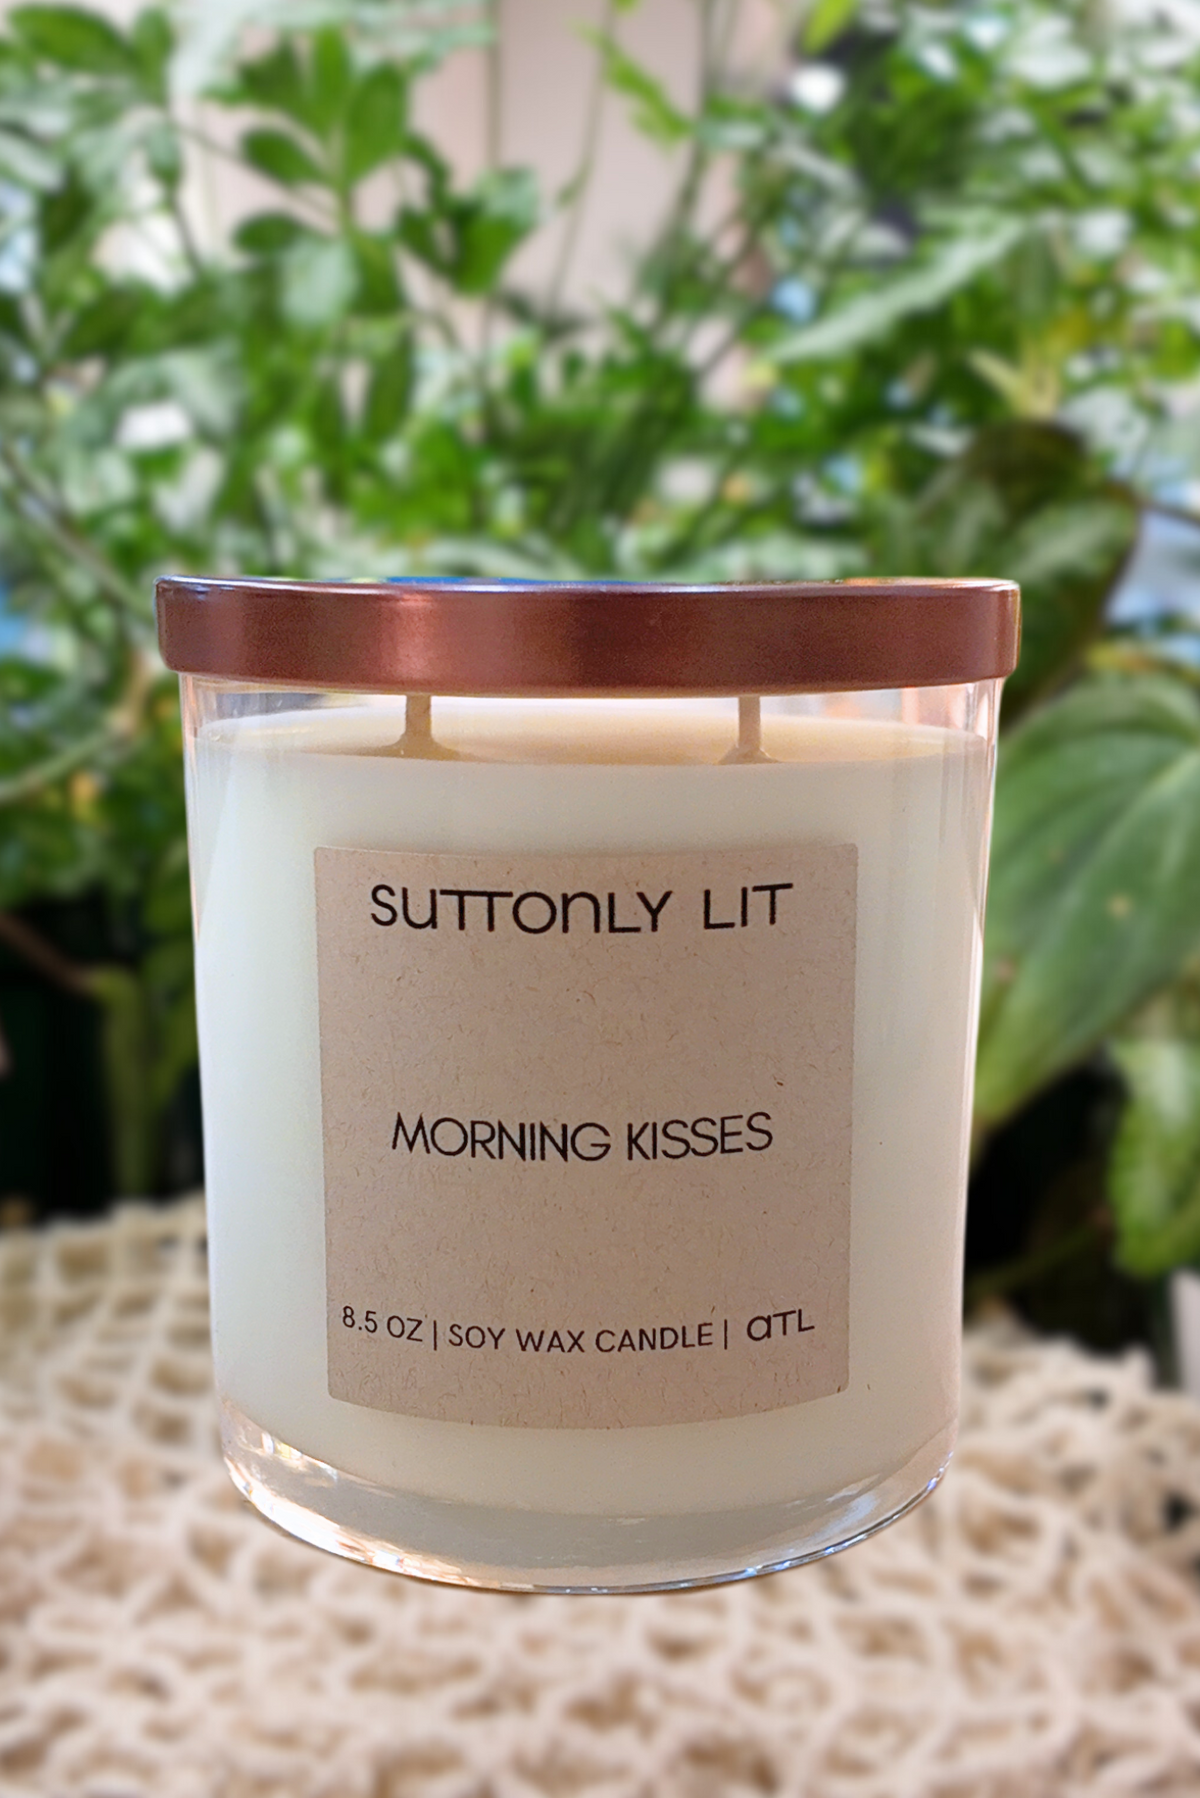 SUTTONLY LIT
MORNING KISSES
8.5 OZ | SOY WAX CANDLE | aTL